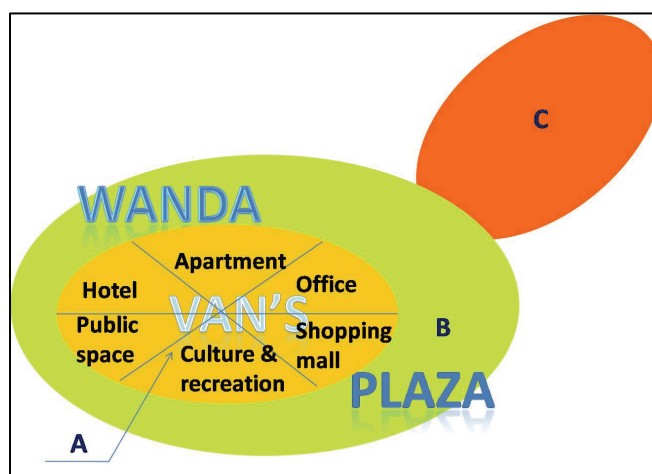 C
WANDA
Apartment
Hotel
Office
VAN'S
Public
space
Shopping
mall
B
Culture &
recreation
PLAZA
A